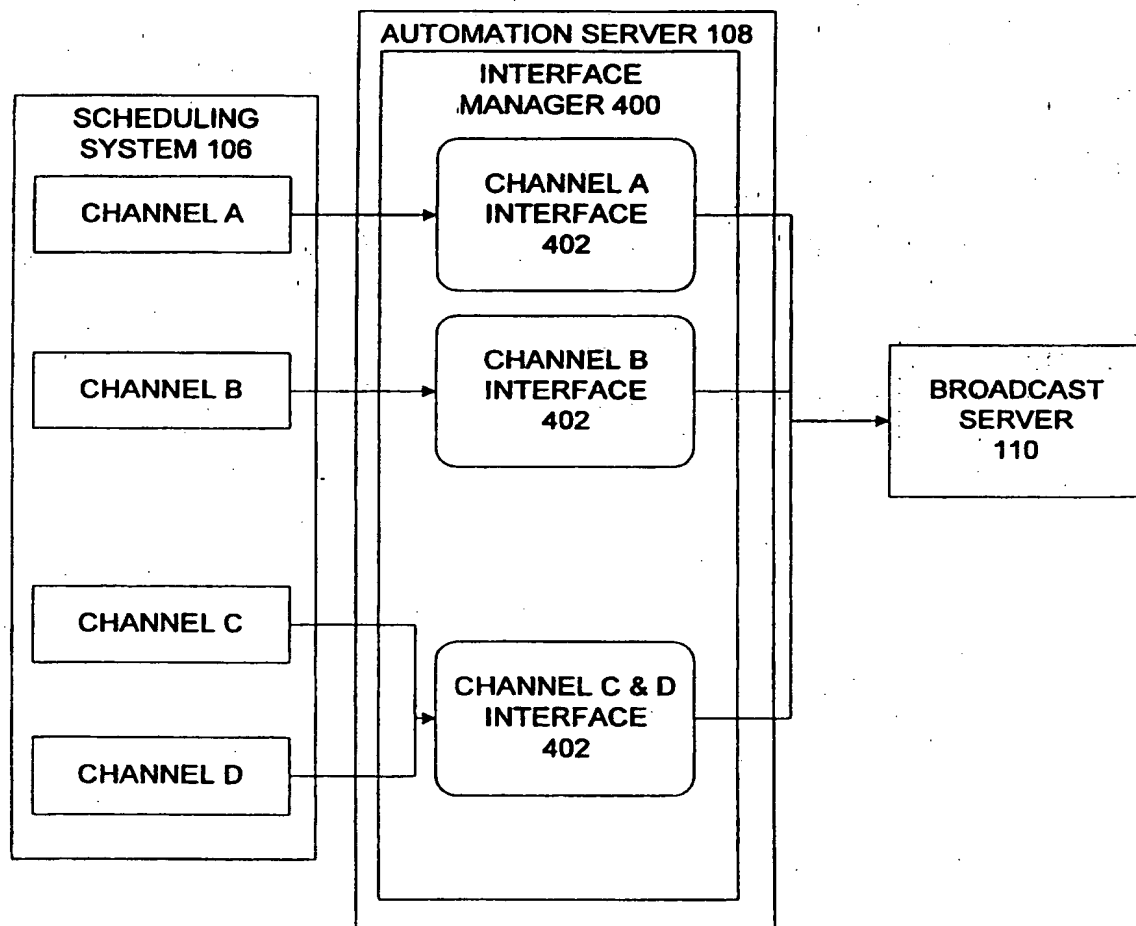 AUTOMATION SERVER 108
INTERFACE
MANAGER 400
SCHEDULING
SYSTEM 106
CHANNEL A
CHANNEL A
INTERFACE
402
CHANNEL B
CHANNEL B
INTERFACE
402
BROADCAST
SERVER
110
CHANNEL C
CHANNEL C & D
INTERFACE
402
CHANNEL D